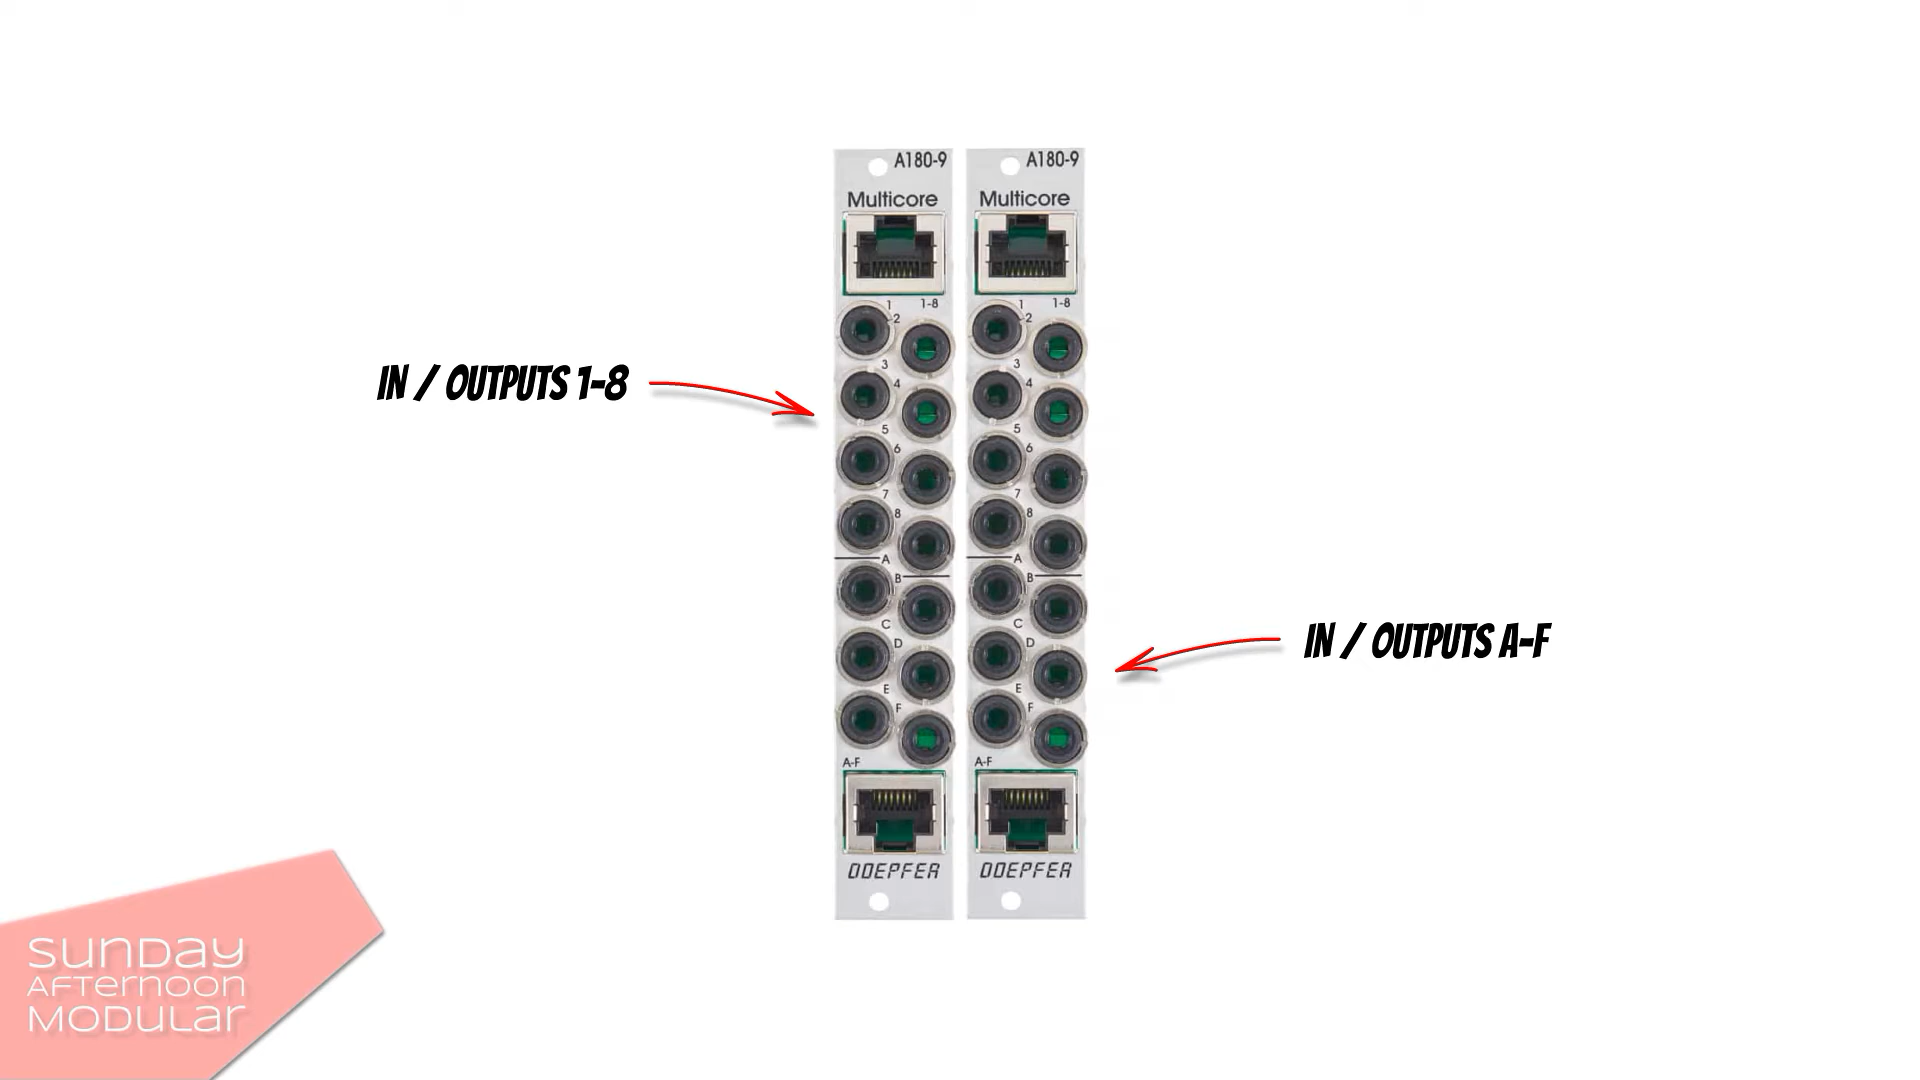 A180-9
Multicore
1 1-8
2
3
4
5
6
7
8
A
B
C
D
E
F
A-F
DOEPFER
A180-9
Multicore
1 1-8
2
3
4
5
6
7
8
A
B
C
D
E
F
A-F
DOEPFER
IN / OUTPUTS 1-8
IN / OUTPUTS A-F
SUNDAY
AFTERNOON
MODULAR